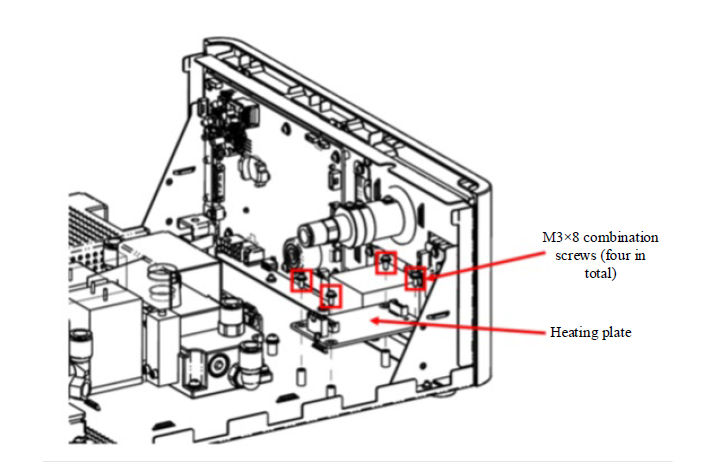 M3×8 combination
screws (four in
total)
Heating plate